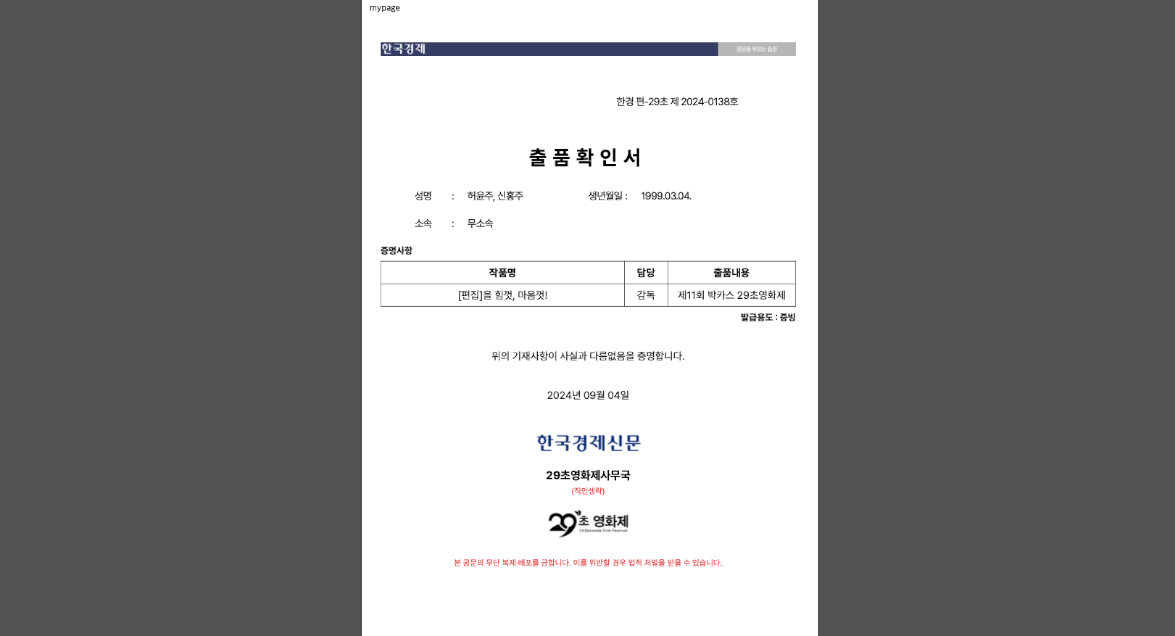 mypage
한국경제
한경 편-29초 제 2024-0138호
출 품 확 인 서
성명 : 허윤주, 신홍주 생년월일 : 1999.03.04.
소속 : 무소속
증명사항
작품명 담당 출품내용
[편집]을 힘껏, 마음껏! 감독 제11회 박카스 29초영화제
발급용도 : 증빙
위의 기재사항이 사실과 다름없음을 증명합니다.
2024년 09월 04일
한국경제신문
29초영화제사무국
(직인생략)
29초 영화제
29 Seconds Film Festival
본 공문의 무단 복제·배포를 금합니다. 이를 위반할 경우 법적 처벌을 받을 수 있습니다.